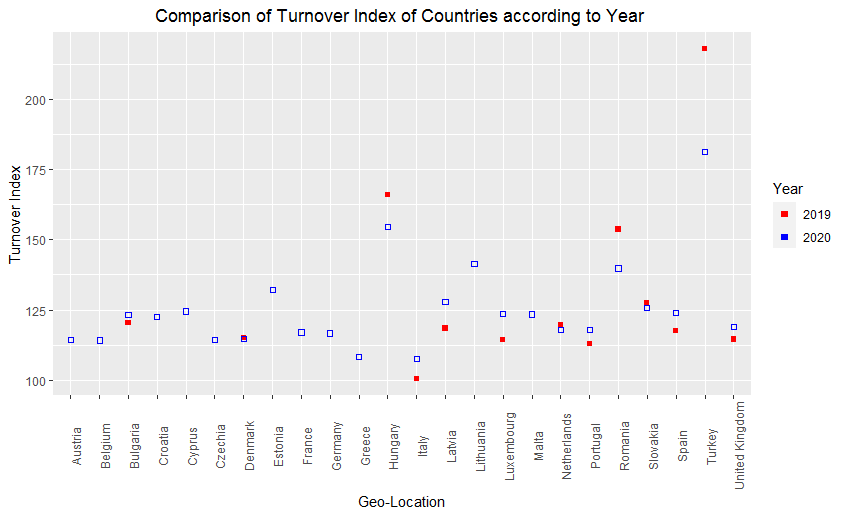 Comparison of Turnover Index of Countries according to Year
Turnover Index
200
175
150
125
100
Austria
Belgium
Bulgaria
Croatia
Cyprus
Czechia
Denmark
Estonia
France
Germany
Greece
Hungary
Italy
Latvia
Lithuania
Luxembourg
Malta
Netherlands
Portugal
Romania
Slovakia
Spain
Turkey
United Kingdom
Geo-Location
Year
2019
2020